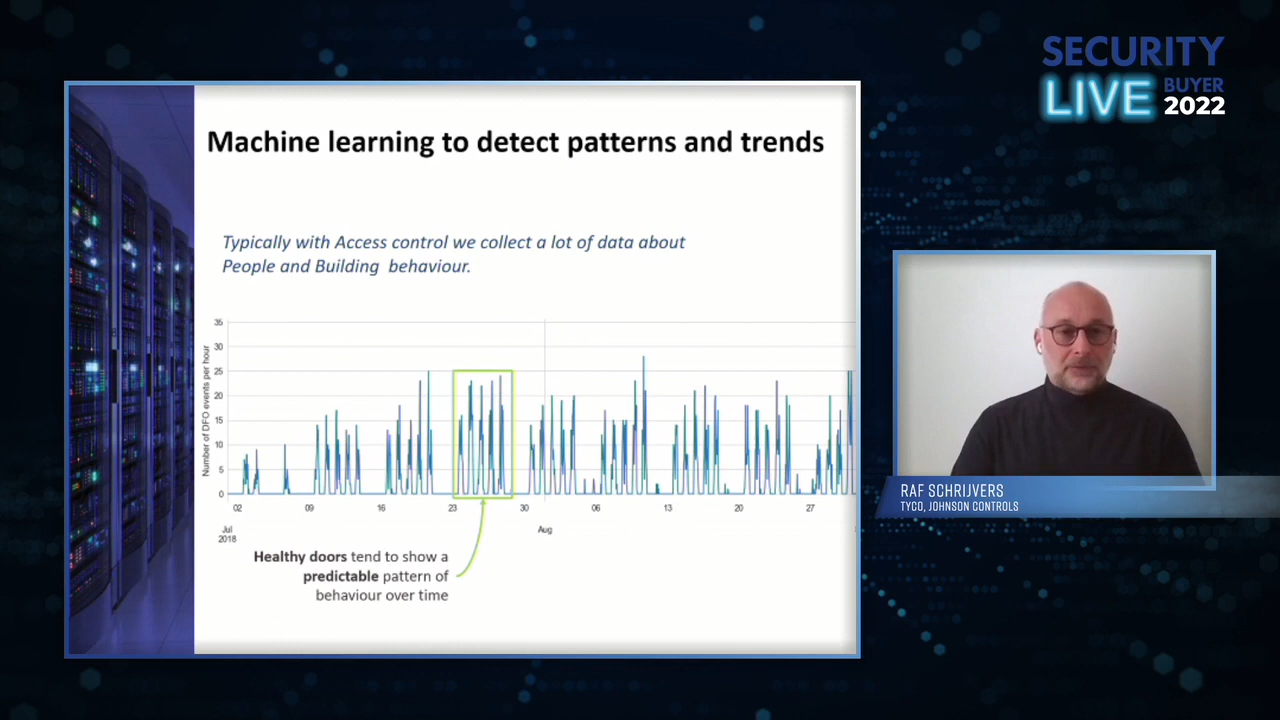 SECURITY
LIVE BUYER
2022
Machine learning to detect patterns and trends
Typically with Access control we collect a lot of data about
People and Building behaviour.
Number of DFO events per hour
35
30
25
20
15
10
5
0
02 09 16 23 30 06 13 20 27
Jul Aug
2018
Healthy doors tend to show a
predictable pattern of
behaviour over time
RAF SCHRIJVERS
TYCO, JOHNSON CONTROLS